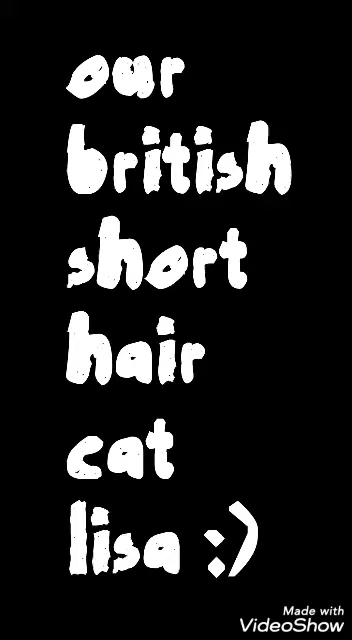 our
british
short
hair
cat
lisa :)
Made with
VideoShow